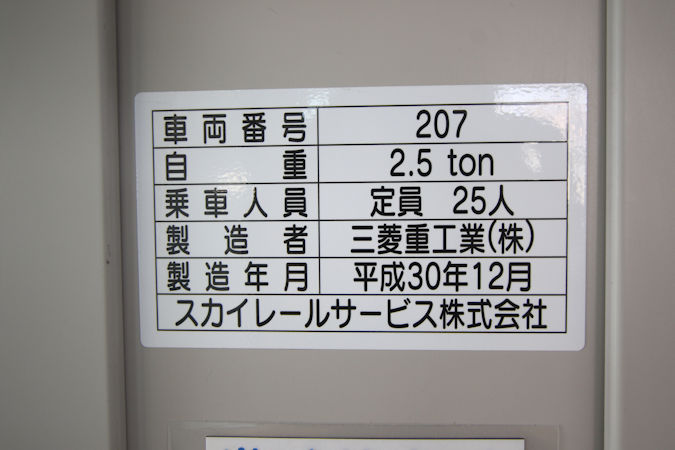 車両番号 207
自重 2.5 ton
乗車人員 定員 25人
製造者 三菱重工業(株)
製造年月 平成30年12月
スカイレールサービス株式会社